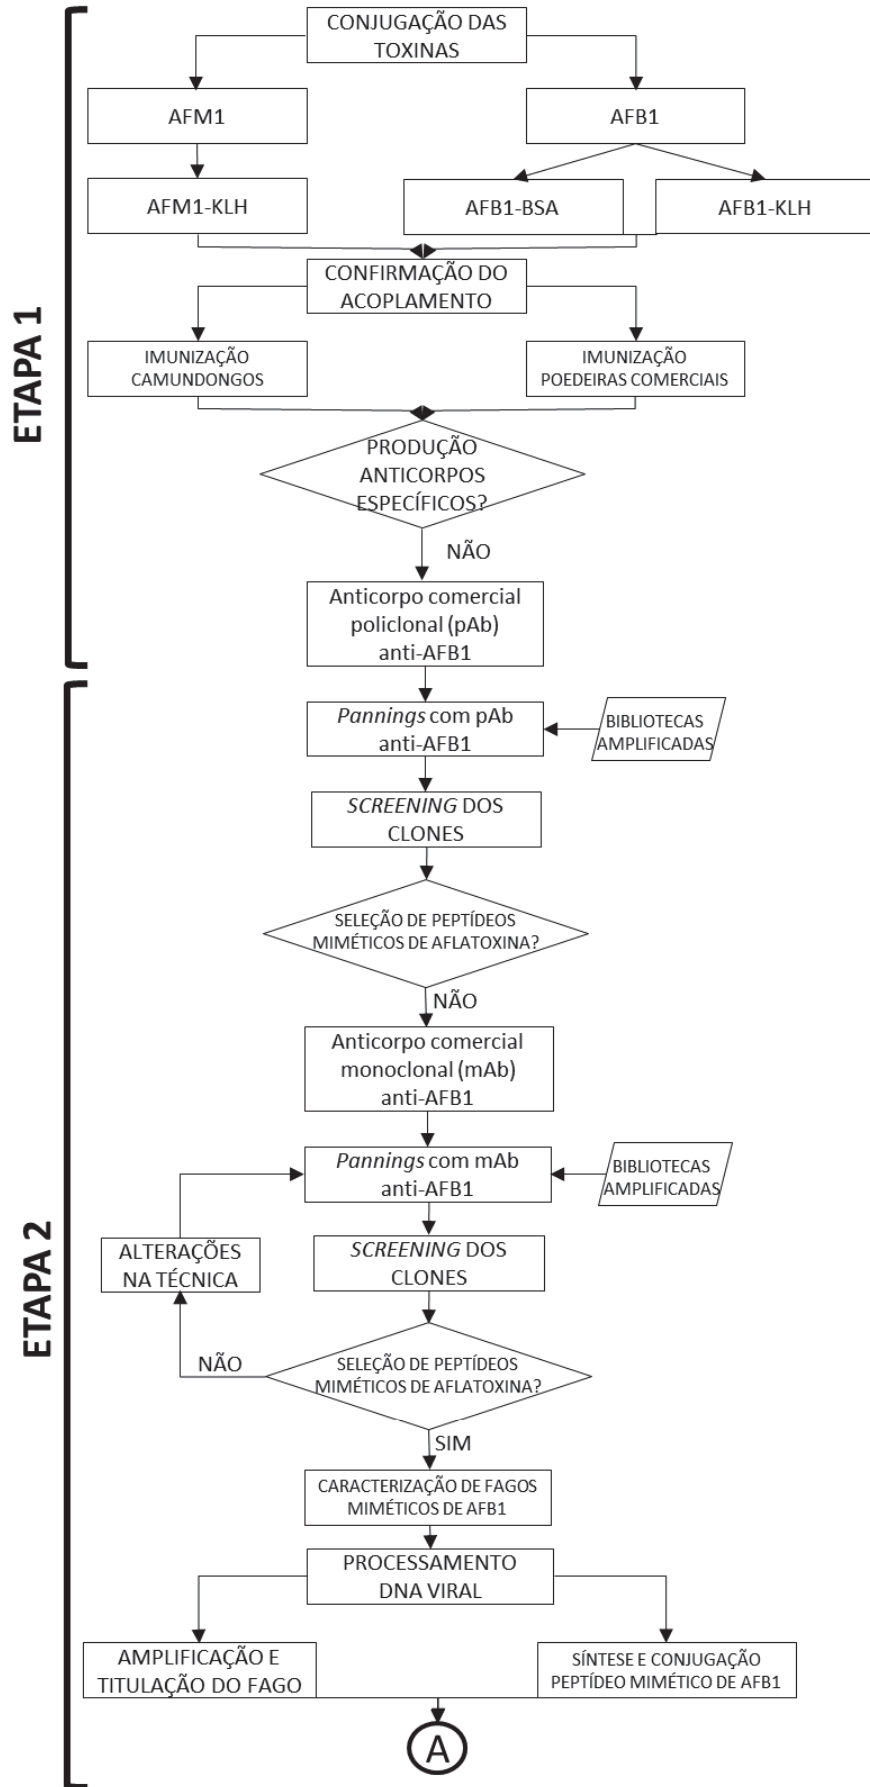 ETAPA 1
CONJUGAÇÃO DAS
TOXINAS
AFM1
AFB1
AFM1-KLH
AFB1-BSA
AFB1-KLH
CONFIRMAÇÃO DO
ACOPLAMENTO
IMUNIZAÇÃO
CAMUNDONGOS
IMUNIZAÇÃO
POEDEIRAS COMERCIAIS
PRODUÇÃO
ANTICORPOS
ESPECÍFICOS?
NÃO
Anticorpo comercial
policlonal (pAb)
anti-AFB1
ETAPA 2
Pannings com pAb
anti-AFB1
BIBLIOTECAS
AMPLIFICADAS
SCREENING DOS
CLONES
SELEÇÃO DE PEPTÍDEOS
MIMÉTICOS DE AFLATOXINA?
NÃO
Anticorpo comercial
monoclonal (mAb)
anti-AFB1
Pannings com mAb
anti-AFB1
BIBLIOTECAS
AMPLIFICADAS
ALTERAÇÕES
NA TÉCNICA
SCREENING DOS
CLONES
NÃO
SELEÇÃO DE PEPTÍDEOS
MIMÉTICOS DE AFLATOXINA?
SIM
CARACTERIZAÇÃO DE FAGOS
MIMÉTICOS DE AFB1
PROCESSAMENTO
DNA VIRAL
AMPLIFICAÇÃO E
TITULAÇÃO DO FAGO
SÍNTESE E CONJUGAÇÃO
PEPTÍDEO MIMÉTICO DE AFB1
A